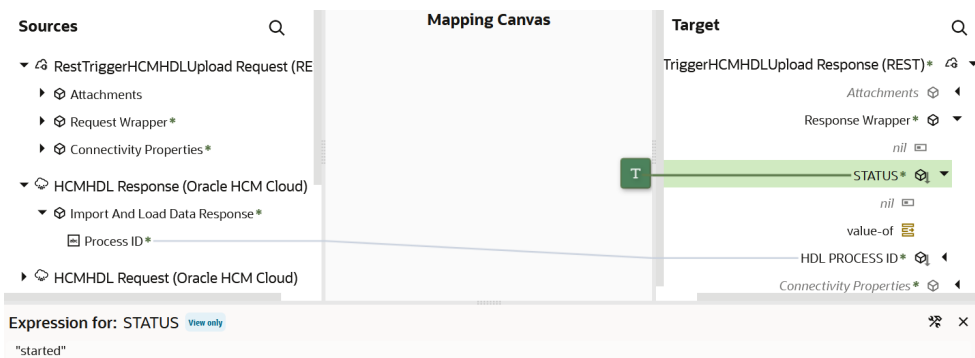 Sources
Mapping Canvas
Target
RestTriggerHCMHDLUpload Request (RE
Attachments
Request Wrapper*
Connectivity Properties*
HCMHDL Response (Oracle HCM Cloud)
Import And Load Data Response*
Process ID*
HCMHDL Request (Oracle HCM Cloud)
T
TriggerHCMHDLUpload Response (REST)*
Attachments
Response Wrapper*
nil
STATUS*
nil
value-of
HDL PROCESS ID*
Connectivity Properties*
Expression for: STATUS View only
"started"